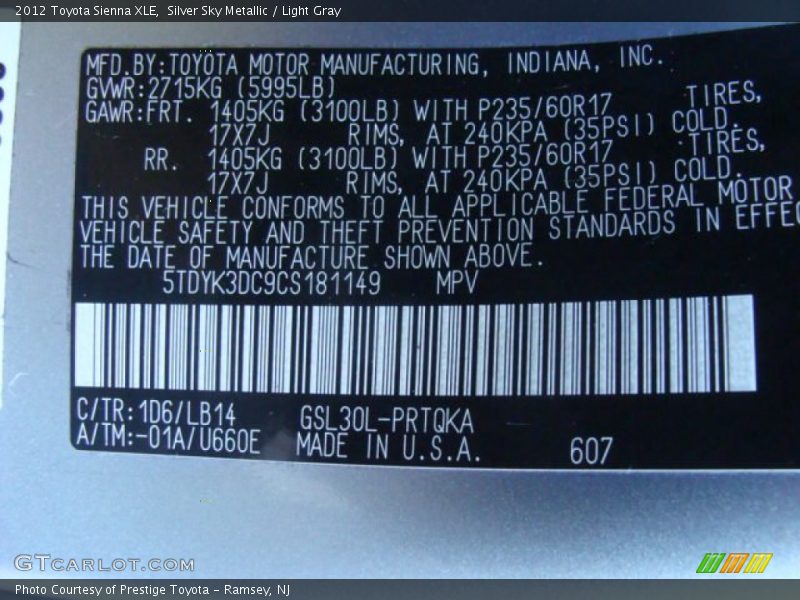 2012 Toyota Sienna XLE,  Silver Sky Metallic / Light Gray
MFD.BY:TOYOTA MOTOR MANUFACTURING, INDIANA, INC.
GVWR:2715KG (5995LB)
GAWR:FRT. 1405KG (3100LB) WITH P235/60R17 TIRES,
17X7J RIMS, AT 240KPA (35PSI) COLD.
RR. 1405KG (3100LB) WITH P235/60R17 TIRES,
17X7J RIMS, AT 240KPA (35PSI) COLD.
THIS VEHICLE CONFORMS TO ALL APPLICABLE FEDERAL MOTOR
VEHICLE SAFETY AND THEFT PREVENTION STANDARDS IN EFFEC
THE DATE OF MANUFACTURE SHOWN ABOVE.
5TDYK3DC9CS181149 MPV
C/TR:1D6/LB14 GSL30L-PRTQKA
A/TM:-01A/U660E MADE IN U.S.A. 607
GTCARLOT.COM
Photo Courtesy of Prestige Toyota - Ramsey, NJ